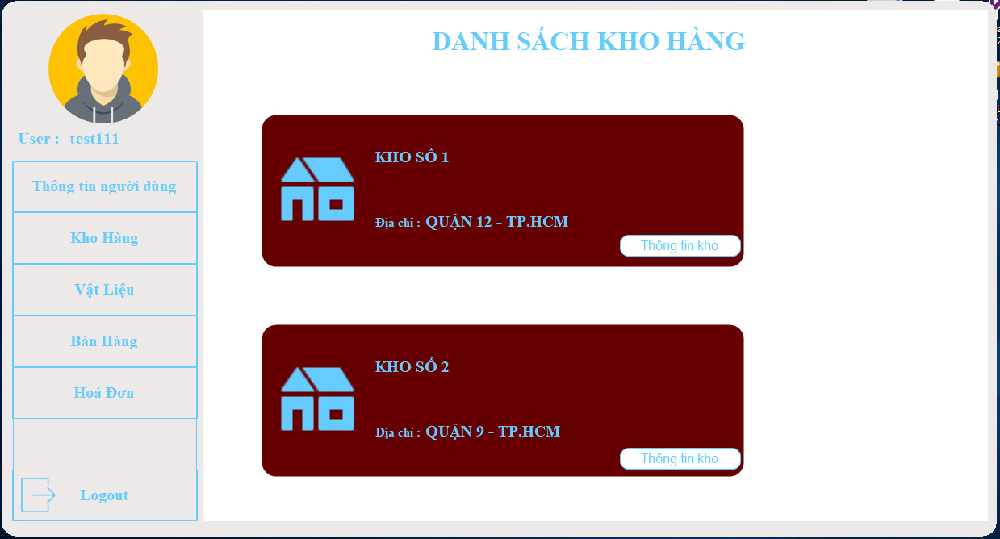 DANH SÁCH KHO HÀNG
User : test111
Thông tin người dùng
Kho Hàng
Vật Liệu
Bán Hàng
Hoá Đơn
Logout
KHO SỐ 1
Địa chỉ : QUẬN 12 - TP.HCM
Thông tin kho
KHO SỐ 2
Địa chỉ : QUẬN 9 - TP.HCM
Thông tin kho